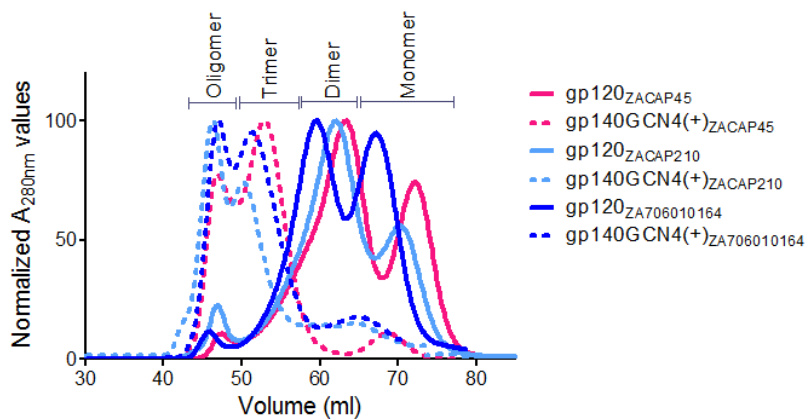 Oligomer
Trimer
Dimer
Monomer
Normalized A280nm values
100
50
0
30
40
50
60
70
80
Volume (ml)
gp120ZACAP45
gp140GCN4(+)ZACAP45
gp120ZACAP210
gp140GCN4(+)ZACAP210
gp120ZA706010164
gp140GCN4(+)ZA706010164